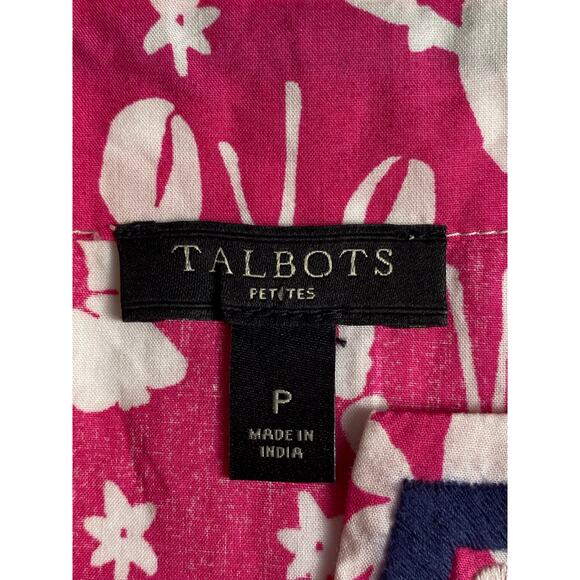 TALBOTS
PETITES
P
MADE IN
INDIA